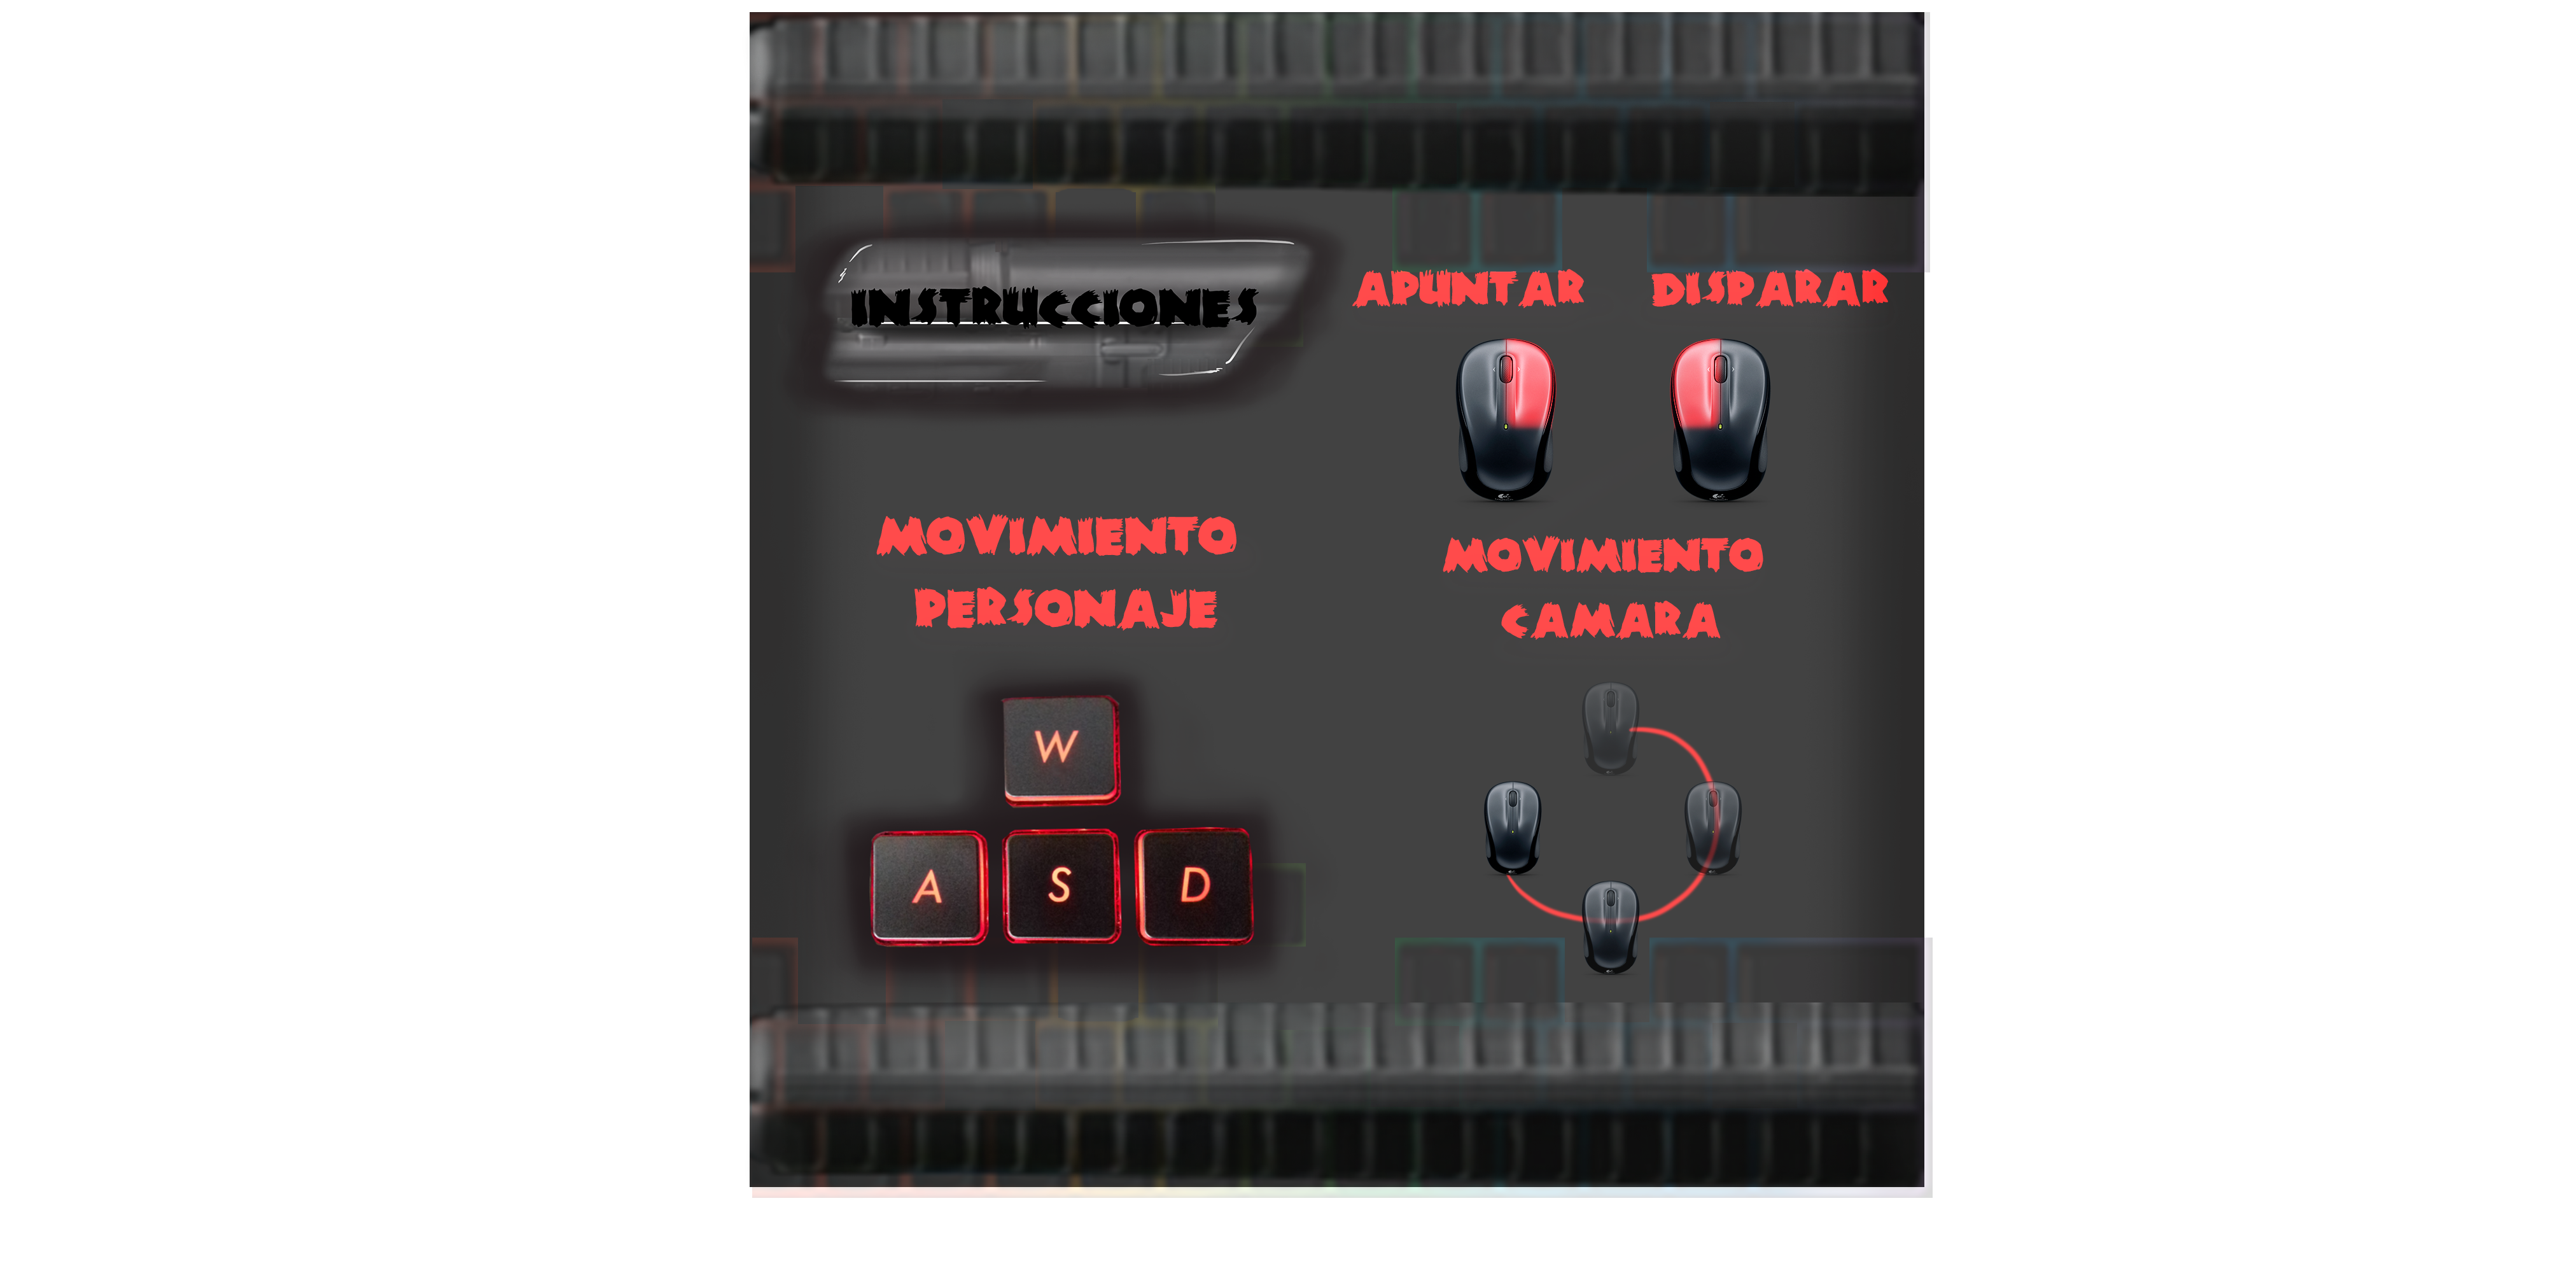 INSTRUCCIONES
APUNTAR
DISPARAR
MOVIMIENTO
PERSONAJE
MOVIMIENTO
CAMARA
W
A S D